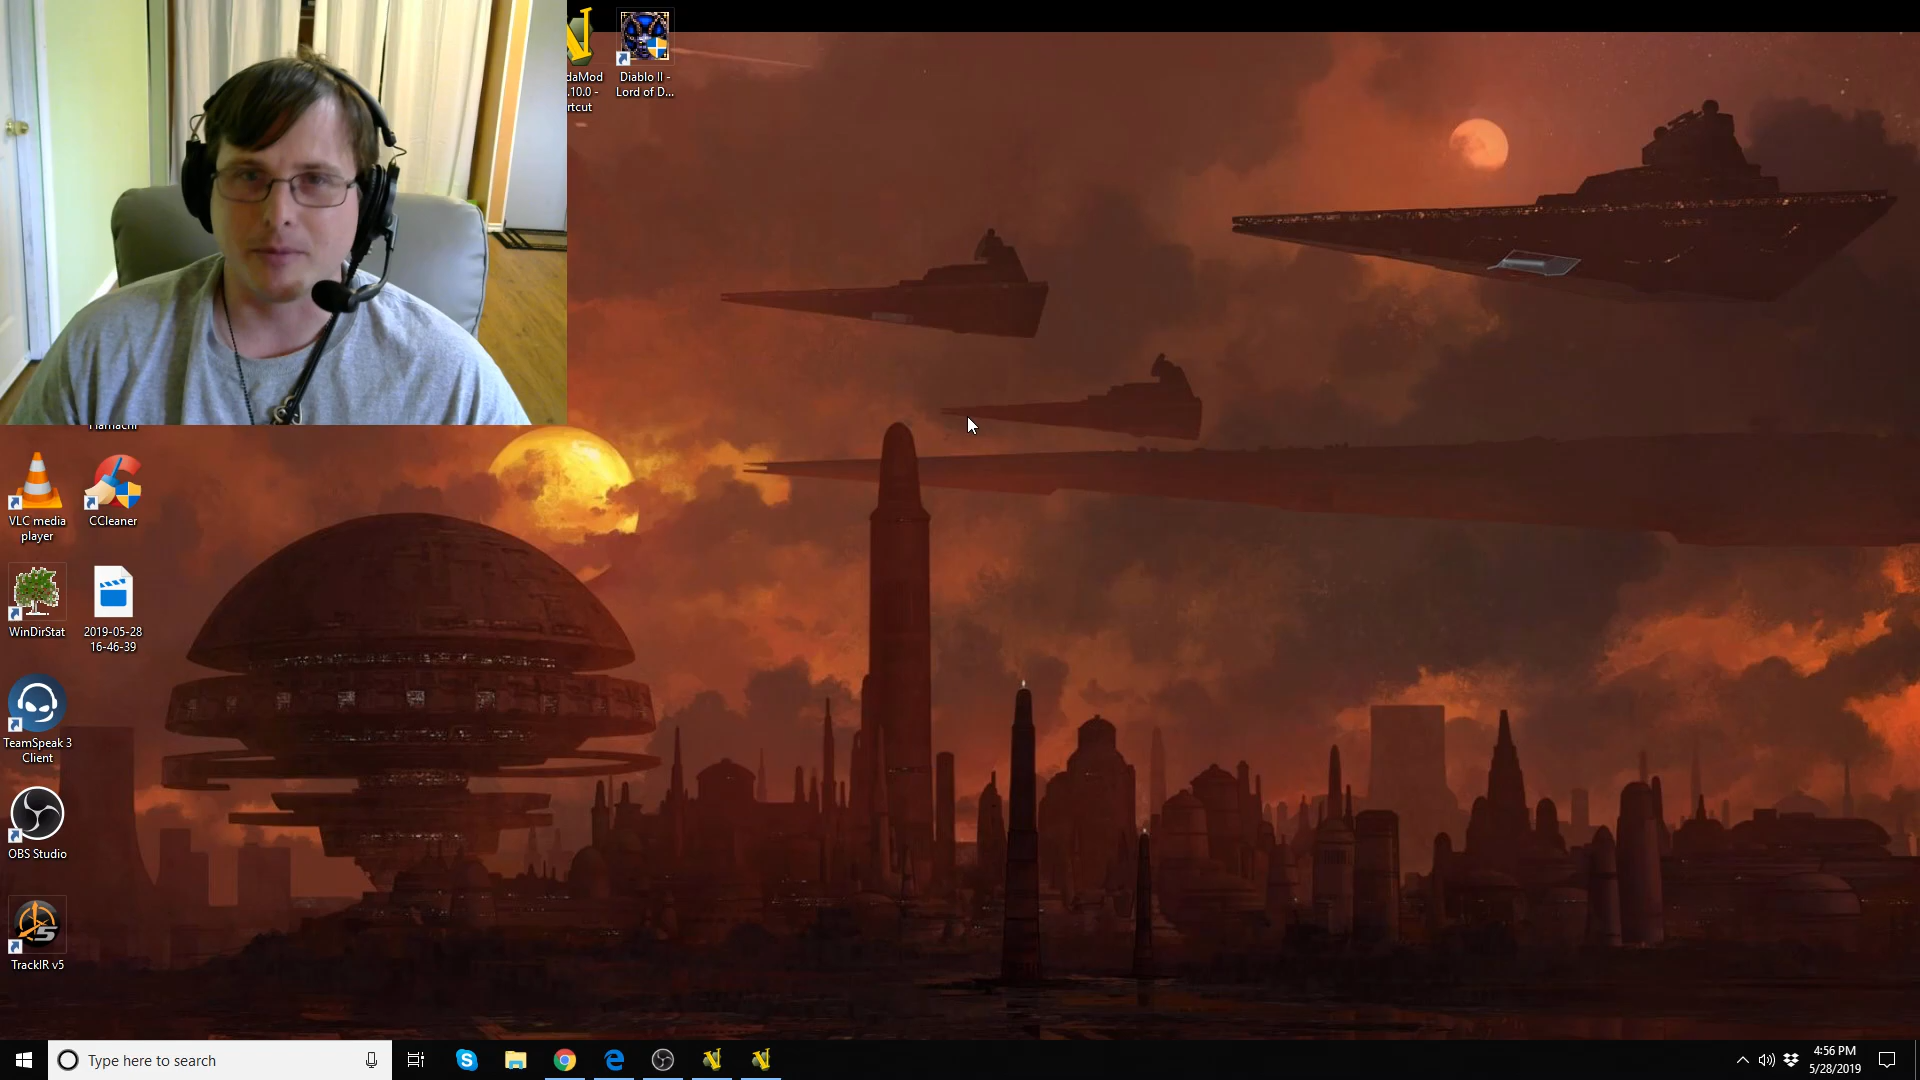 daMod
.10.0 -
rtcut
Diablo II -
Lord of D...
Hamachi
VLC media
player
CCleaner
WinDirStat
2019-05-28
16-46-39
TeamSpeak 3
Client
OBS Studio
TrackIR v5
Type here to search
4:56 PM
5/28/2019